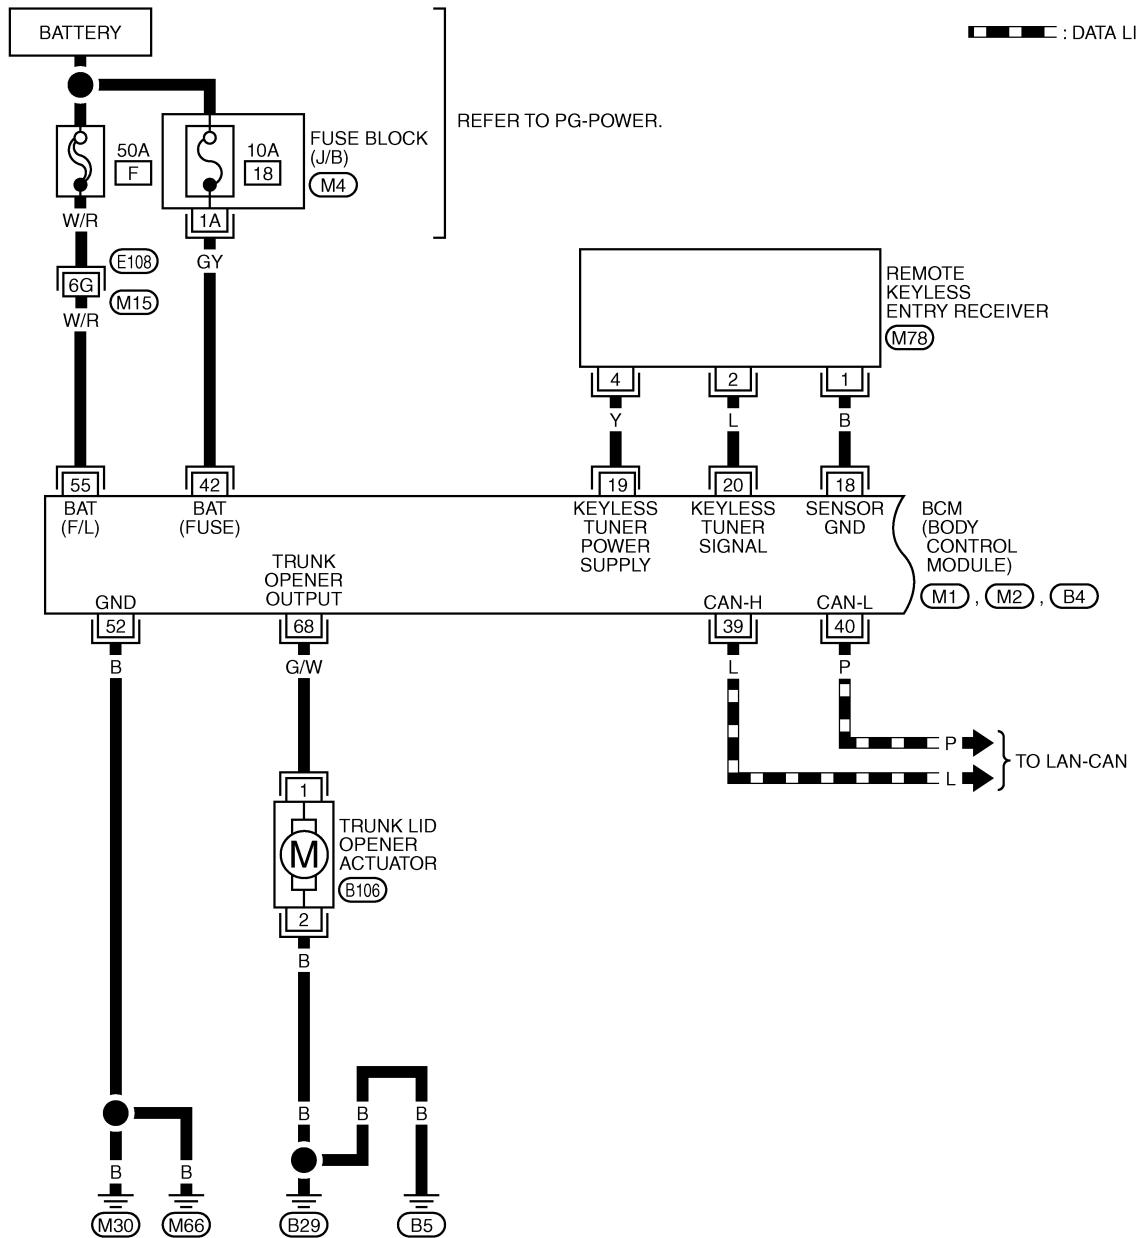 BATTERY
: DATA LI
REFER TO PG-POWER.
50A
F
10A
18
FUSE BLOCK
(J/B)
M4
W/R
1A
E108
GY
6G
M15
W/R
REMOTE
KEYLESS
ENTRY RECEIVER
M78
4
2
1
Y
L
B
55
42
19
20
18
BAT
(F/L)
BAT
(FUSE)
KEYLESS
TUNER
POWER
SUPPLY
KEYLESS
TUNER
SIGNAL
SENSOR
GND
BCM
(BODY
CONTROL
MODULE)
M1 , M2 , B4
GND
TRUNK
OPENER
OUTPUT
CAN-H
CAN-L
52
68
39
40
B
G/W
L
P
P
L
TO LAN-CAN
1
M
TRUNK LID
OPENER
ACTUATOR
B106
2
B
B
B
B
B
B
M30
M66
B29
B5